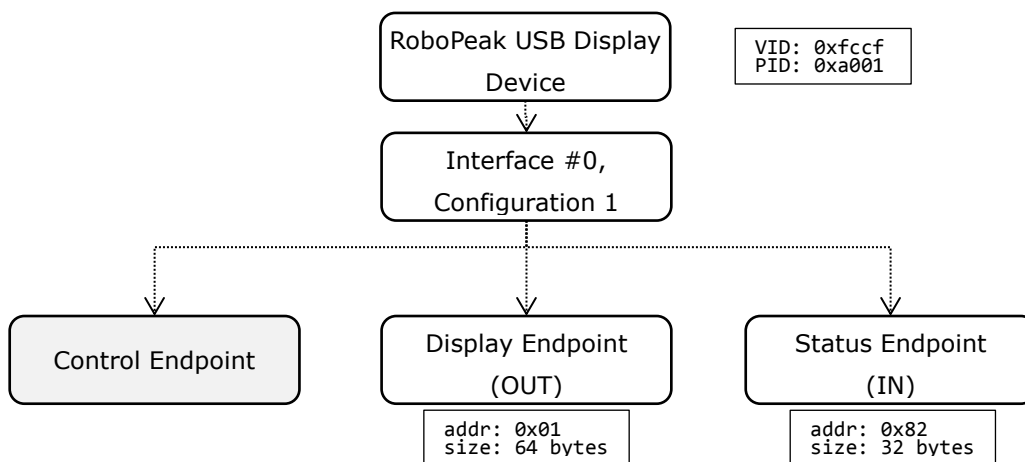 RoboPeak USB Display
Device
VID: 0xfccf
PID: 0xa001
Interface #0,
Configuration 1
Control Endpoint
Display Endpoint
(OUT)
Status Endpoint
(IN)
addr: 0x01
size: 64 bytes
addr: 0x82
size: 32 bytes